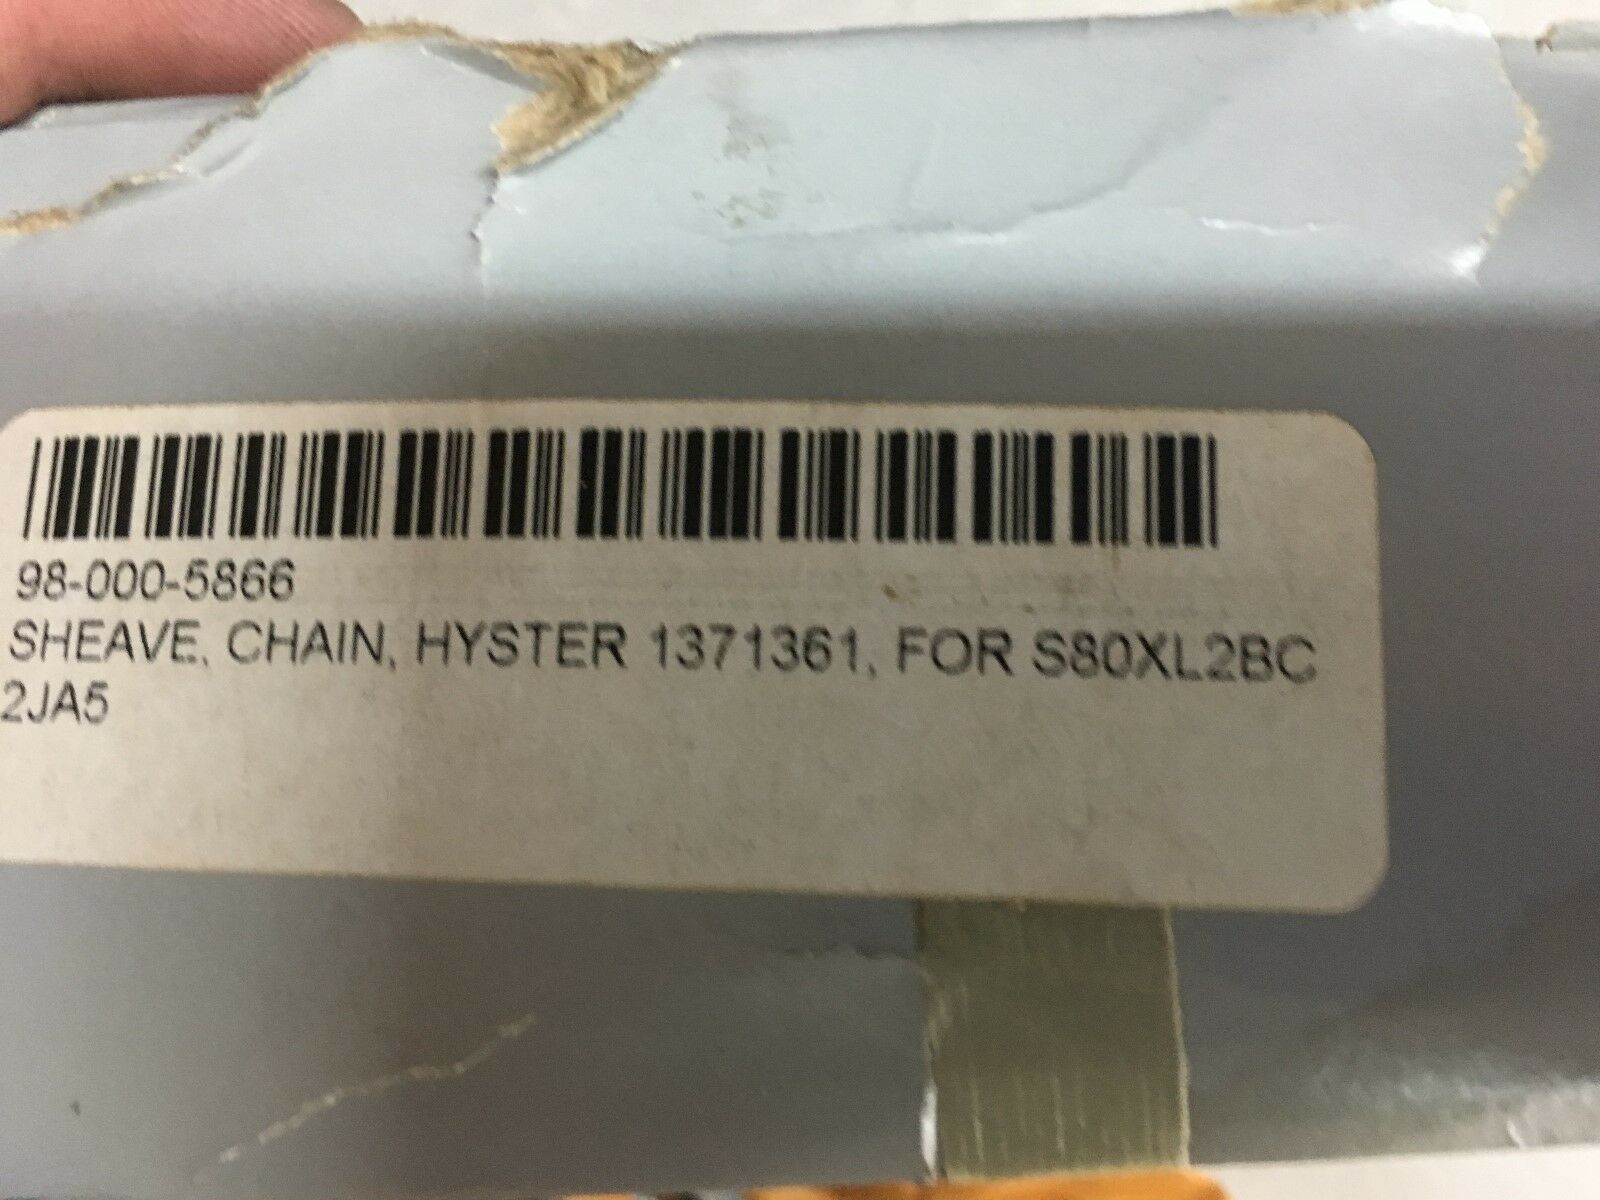 98-000-5866
SHEAVE, CHAIN, HYSTER 1371361, FOR S80XL2BC
2JA5